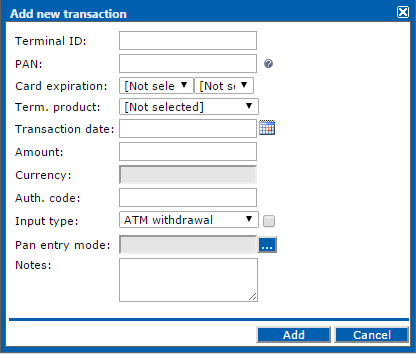 Add new transaction
Terminal ID:
PAN: ?
Card expiration: [Not sele [Not s
Term. product: [Not selected]
Transaction date:
Amount:
Currency:
Auth. code:
Input type: ATM withdrawal
Pan entry mode: ...
Notes:
Add Cancel